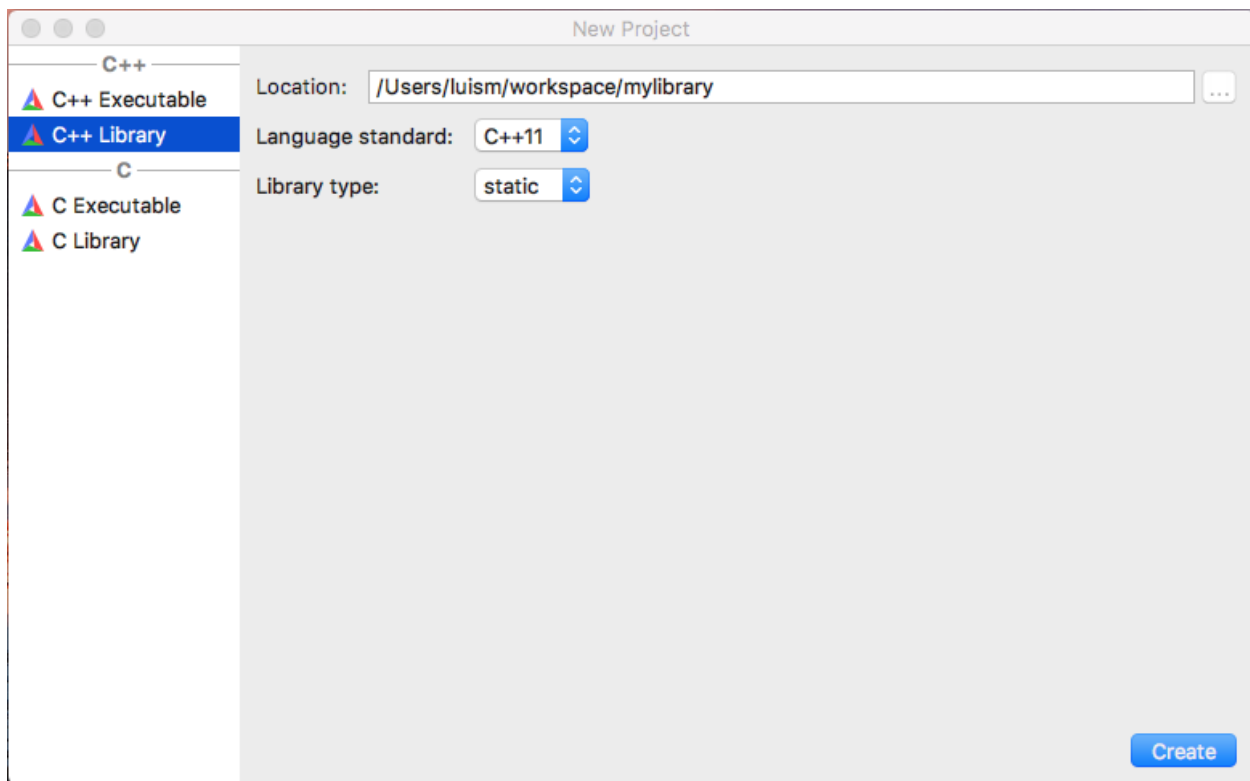 New Project
C++
C++ Executable
C++ Library
C
C Executable
C Library
Location: /Users/luism/workspace/mylibrary ...
Language standard: C++11
Library type: static
Create